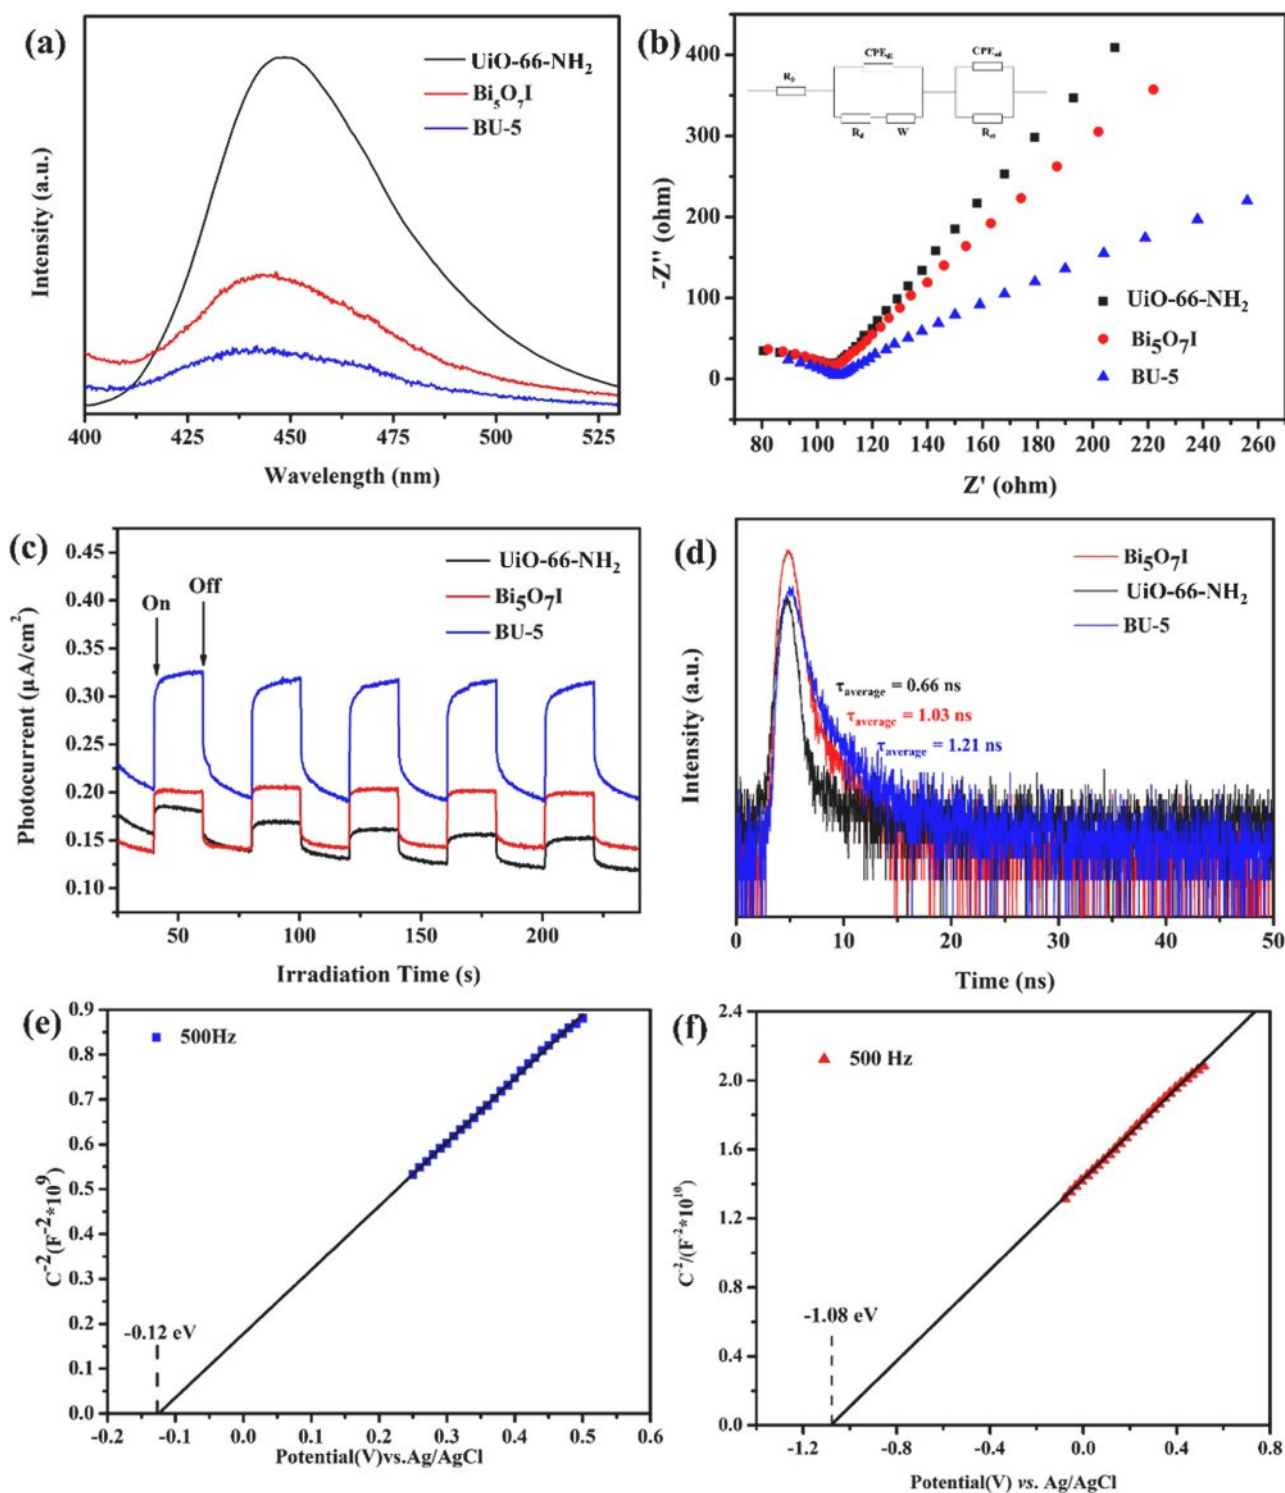 (a)
UiO-66-NH₂
Bi₅O₇I
BU-5
Intensity (a.u.)
400 425 450 475 500 525
Wavelength (nm)
(b)
400
300
200
100
0
-Z'' (ohm)
R₀
CPE
R_d W
CPE
R_ct
UiO-66-NH₂
Bi₅O₇I
BU-5
80 100 120 140 160 180 200 220 240 260
Z' (ohm)
(c)
0.45
0.40
0.35
0.30
0.25
0.20
0.15
0.10
Photocurrent (μA/cm²)
On
Off
UiO-66-NH₂
Bi₅O₇I
BU-5
50 100 150 200
Irradiation Time (s)
(d)
Bi₅O₇I
UiO-66-NH₂
BU-5
τaverage = 0.66 ns
τaverage = 1.03 ns
τaverage = 1.21 ns
Intensity (a.u.)
0 10 20 30 40 50
Time (ns)
(e)
500Hz
0.9
0.8
0.7
0.6
0.5
0.4
0.3
0.2
0.1
0.0
C⁻²(F⁻²*10⁹)
-0.12 eV
-0.2 -0.1 0.0 0.1 0.2 0.3 0.4 0.5 0.6
Potential(V)vs.Ag/AgCl
(f)
500 Hz
2.4
2.0
1.6
1.2
0.8
0.4
0.0
C⁻²/(F⁻²*10¹⁰)
-1.08 eV
-1.2 -0.8 -0.4 0.0 0.4 0.8
Potential(V) vs. Ag/AgCl